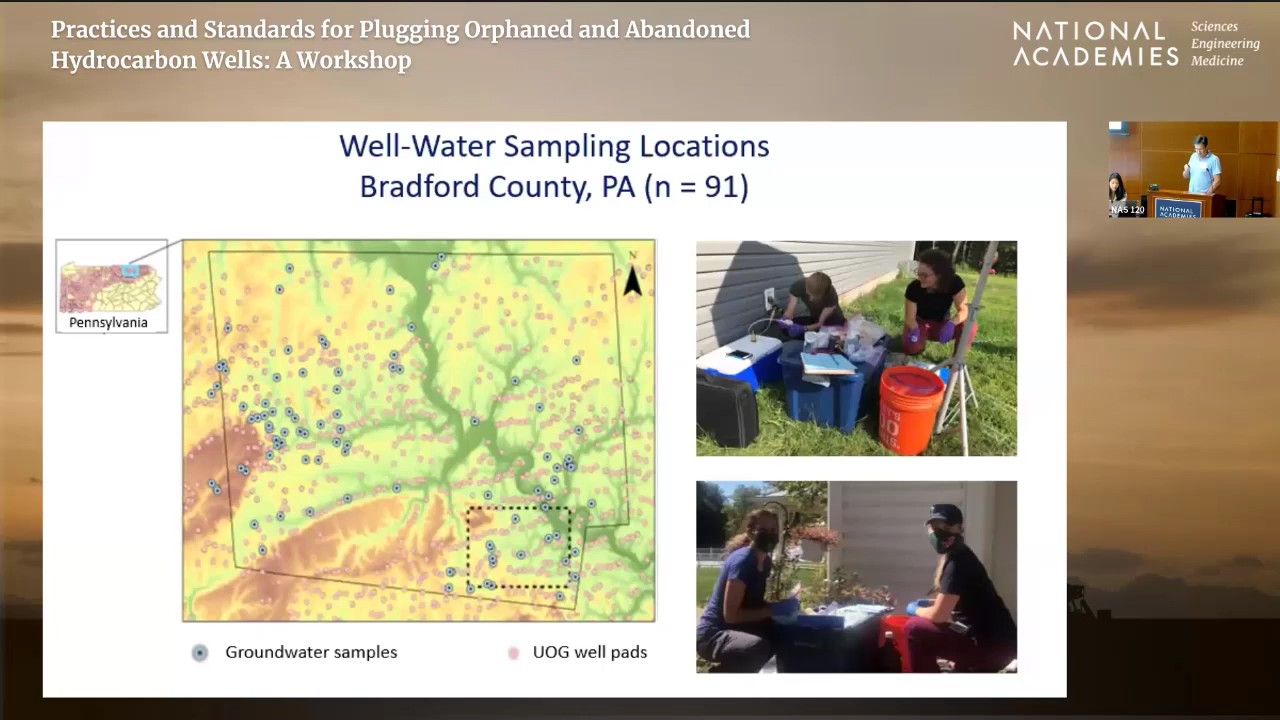 Practices and Standards for Plugging Orphaned and Abandoned
Hydrocarbon Wells: A Workshop
NATIONAL
ACADEMIES
Sciences
Engineering
Medicine
Well-Water Sampling Locations
Bradford County, PA (n = 91)
Pennsylvania
N
Groundwater samples
UOG well pads
NAS 120
NATIONAL
ACADEMIES